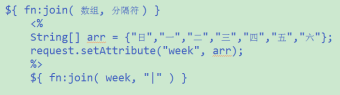 ${ fn:join( 数组, 分隔符 ) }
<%
String[] arr = {"日","一","二","三","四","五","六"};
request.setAttribute("week", arr);
%>
${ fn:join( week, "|" ) }